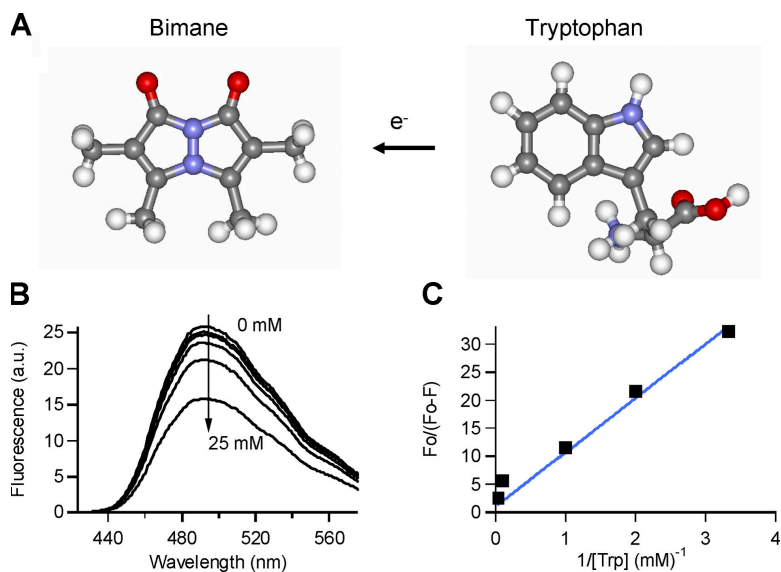 A
Bimane
Tryptophan
e-
B
25
20
15
10
5
0
Fluorescence (a.u.)
0 mM
25 mM
440
480
520
560
Wavelength (nm)
C
30
25
20
15
10
5
0
Fo/(Fo-F)
0
1
2
3
4
1/[Trp] (mM)-1